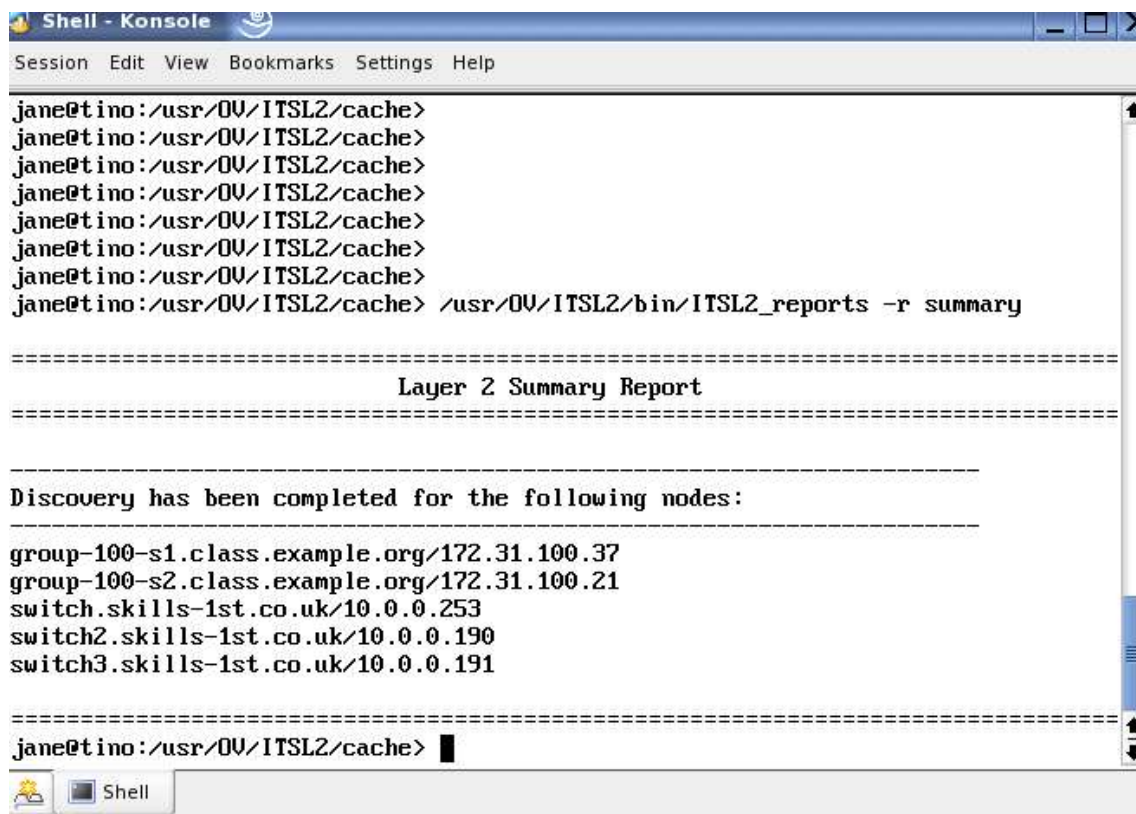 Shell - Konsole
Session Edit View Bookmarks Settings Help
jane@tino:/usr/OV/ITSL2/cache>
jane@tino:/usr/OV/ITSL2/cache>
jane@tino:/usr/OV/ITSL2/cache>
jane@tino:/usr/OV/ITSL2/cache>
jane@tino:/usr/OV/ITSL2/cache>
jane@tino:/usr/OV/ITSL2/cache>
jane@tino:/usr/OV/ITSL2/cache>
jane@tino:/usr/OV/ITSL2/cache> /usr/OV/ITSL2/bin/ITSL2_reports -r summary
================================================================================
Layer 2 Summary Report
================================================================================
----------------------------------------------------------------------
Discovery has been completed for the following nodes:
----------------------------------------------------------------------
group-100-s1.class.example.org/172.31.100.37
group-100-s2.class.example.org/172.31.100.21
switch.skills-1st.co.uk/10.0.0.253
switch2.skills-1st.co.uk/10.0.0.190
switch3.skills-1st.co.uk/10.0.0.191
================================================================================
jane@tino:/usr/OV/ITSL2/cache>
Shell